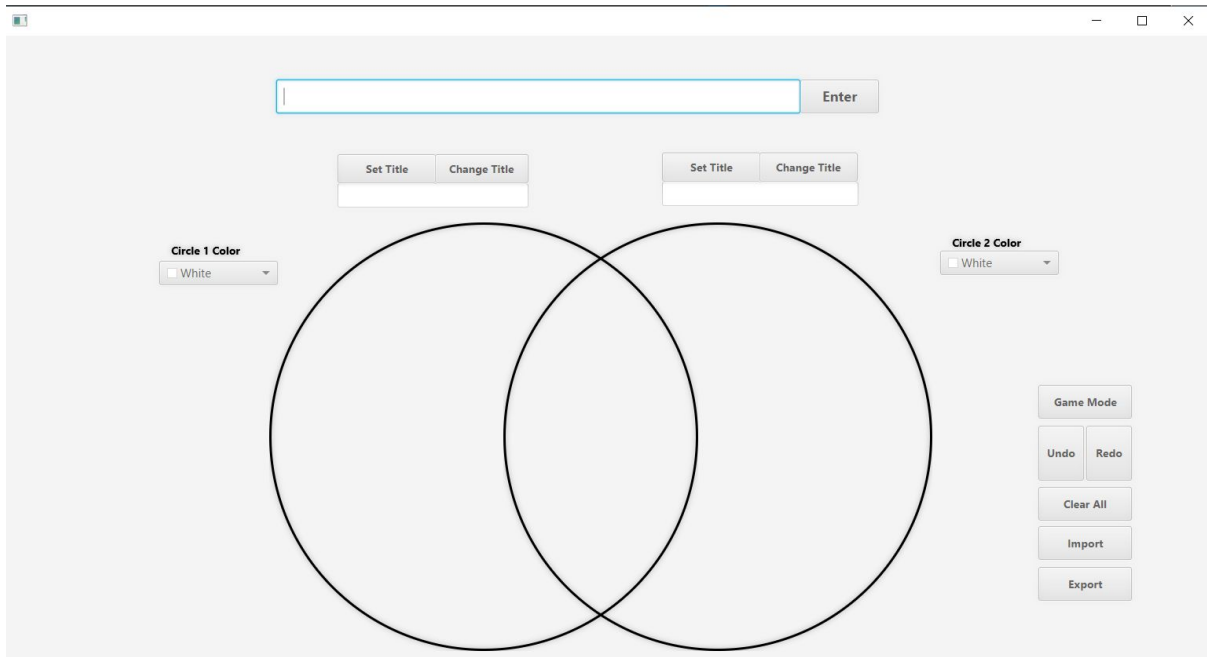 Enter
Set Title Change Title
Set Title Change Title
Circle 1 Color
White
Circle 2 Color
White
Game Mode
Undo Redo
Clear All
Import
Export